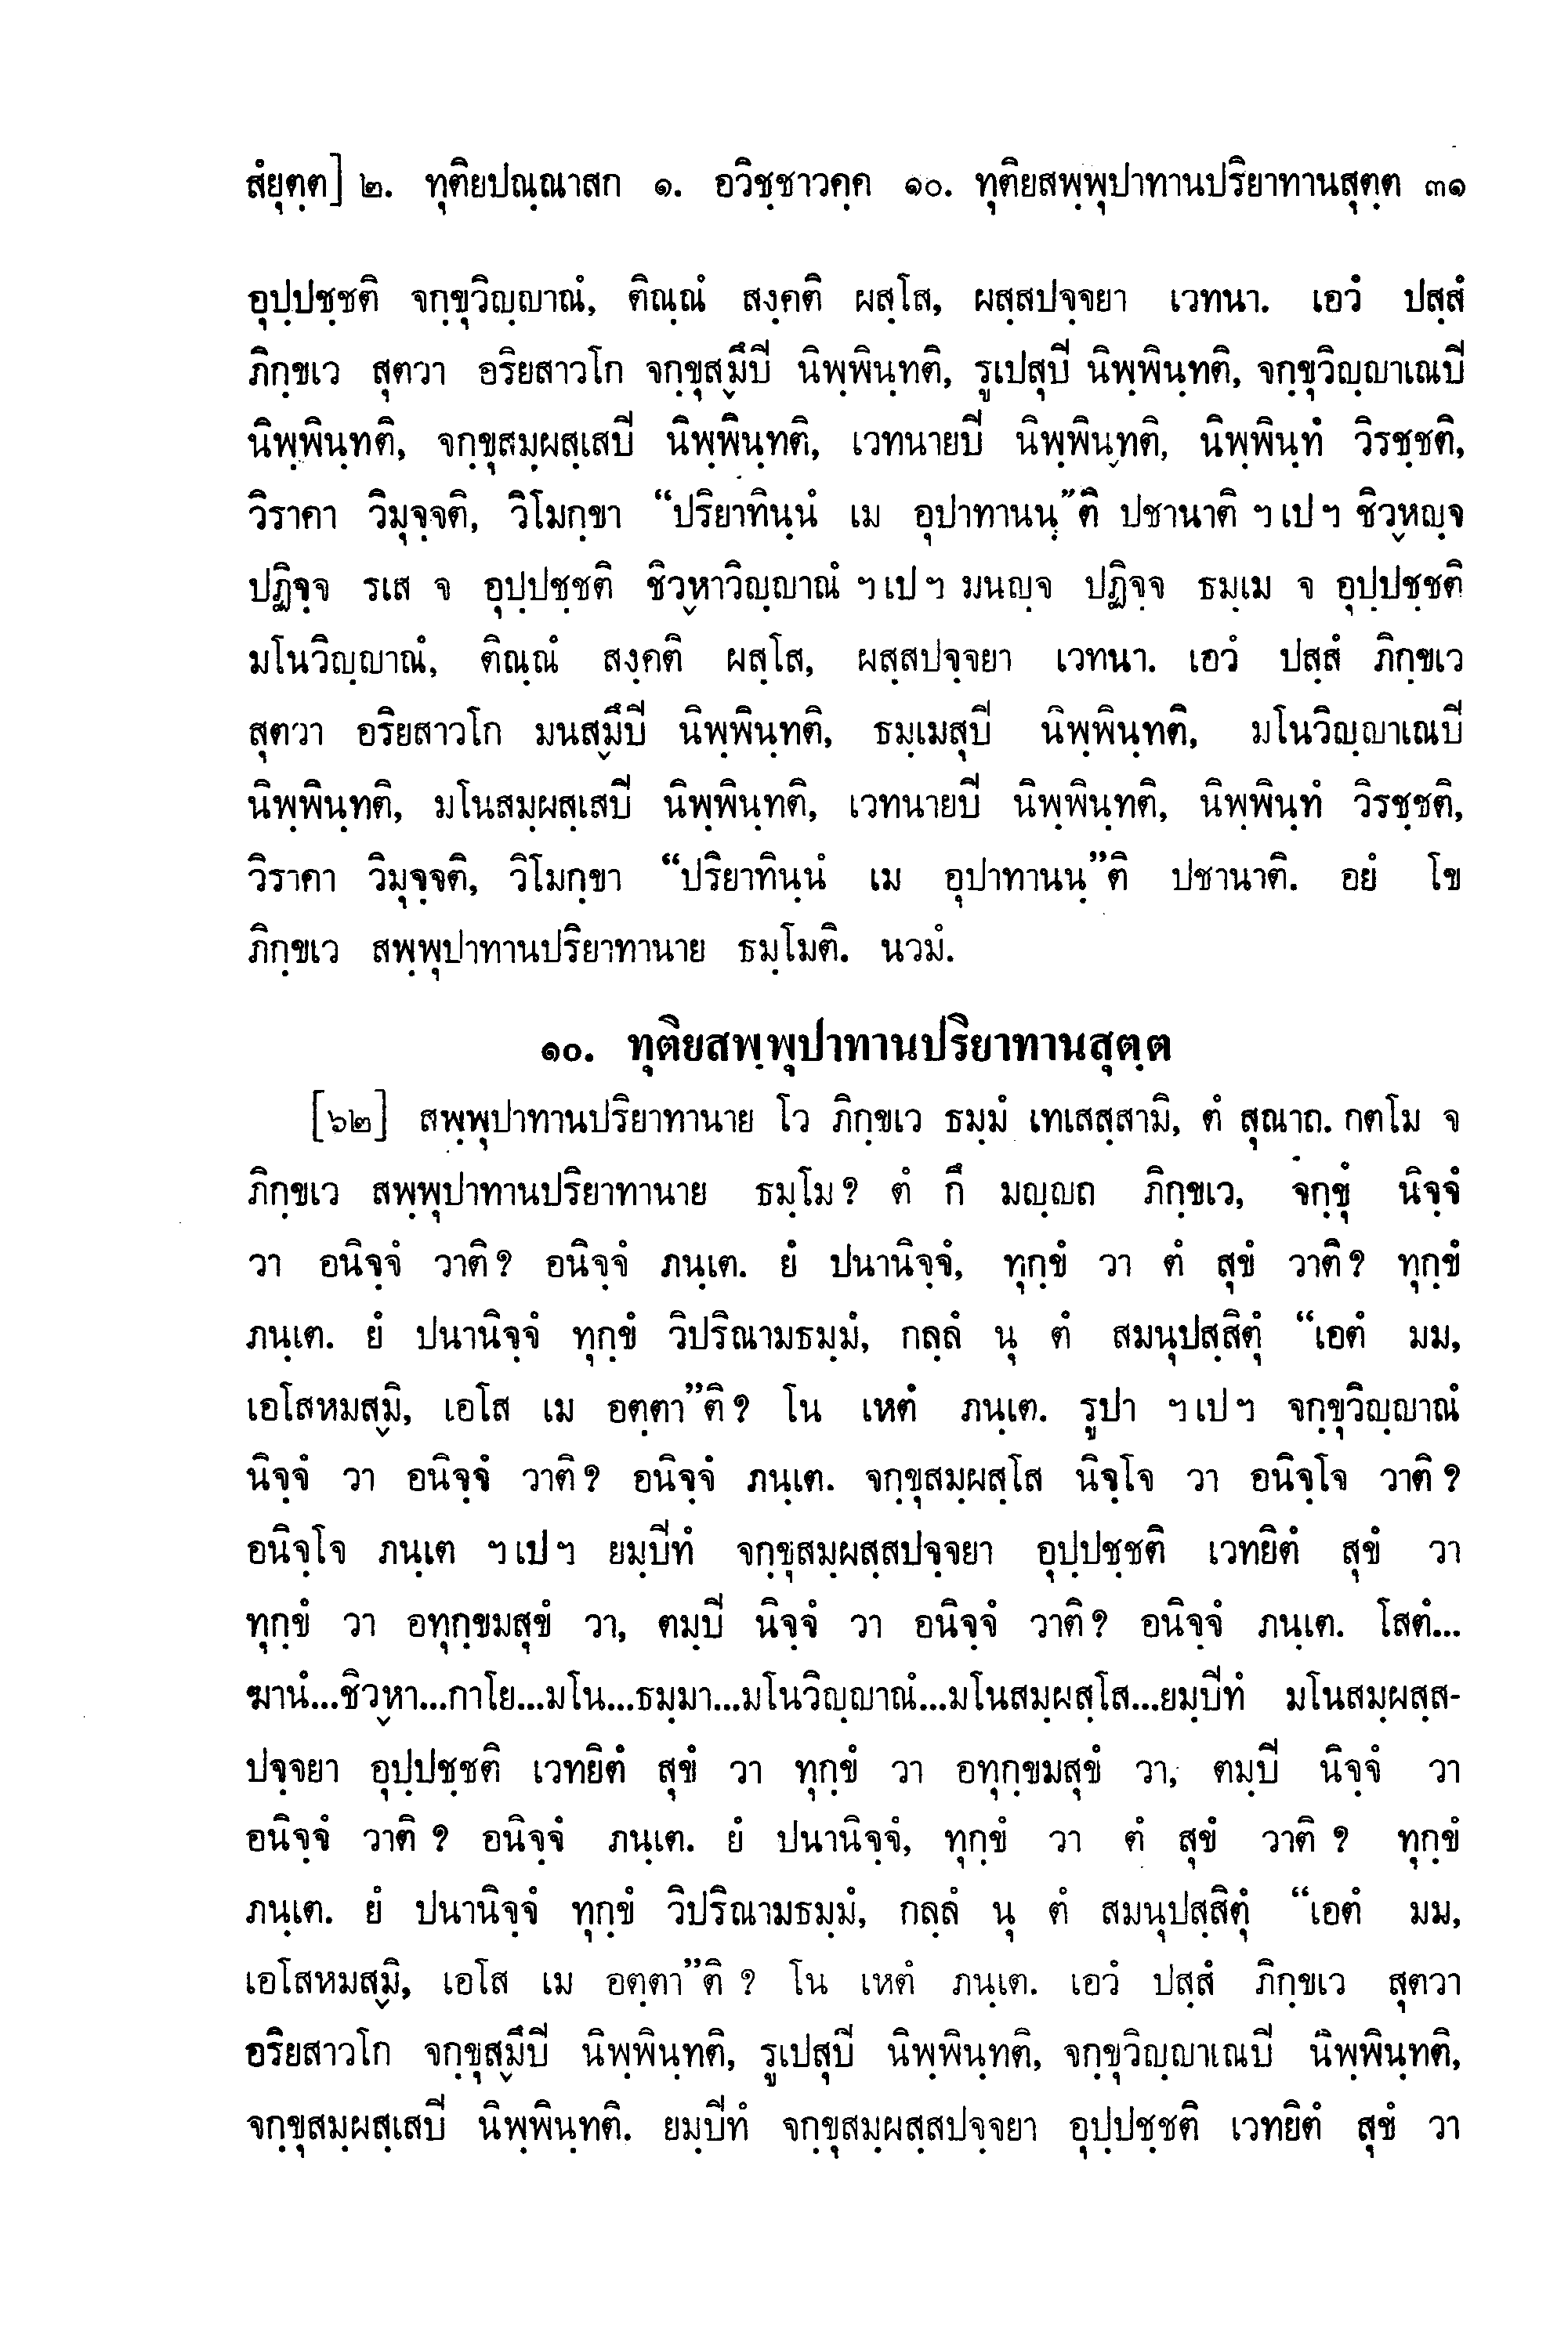 สํยุตฺต] ๒. ทุติยปณฺณาสก ๑. อวิชฺชาวคฺค ๑๐. ทุติยสพฺพุปาทานปริยาทานสุตฺต ๓๑
อุปฺปชฺชติ จกฺขุวิญฺญาณํ, ติณฺณํ สงฺคติ ผสฺโส, ผสฺสปจฺจยา เวทนา. เอวํ ปสฺสํ
ภิกฺขเว สุตวา อริยสาวโก จกฺขุสฺมึปี นิพฺพินฺทติ, รูเปสุปี นิพฺพินฺทติ, จกฺขุวิญฺญาเณปี
นิพฺพินฺทติ, จกฺขุสมฺผสฺเสปี นิพฺพินฺทติ, เวทนายปี นิพฺพินฺทติ, นิพฺพินฺทํ วิรชฺชติ,
วิราคา วิมุจฺจติ, วิโมกฺขา “ปริยาทินฺนํ เม อุปาทานนฺ”ติ ปชานาติ ฯ เป ฯ ชิวฺหญฺจ
ปฏิจฺจ รเส จ อุปฺปชฺชติ ชิวฺหาวิญฺญาณํ ฯ เป ฯ มนญฺจ ปฏิจฺจ ธมฺเม จ อุปฺปชฺชติ
มโนวิญฺญาณํ, ติณฺณํ สงฺคติ ผสฺโส, ผสฺสปจฺจยา เวทนา. เอวํ ปสฺสํ ภิกฺขเว
สุตวา อริยสาวโก มนสฺมึปี นิพฺพินฺทติ, ธมฺเมสุปี นิพฺพินฺทติ, มโนวิญฺญาเณปี
นิพฺพินฺทติ, มโนสมฺผสฺเสปี นิพฺพินฺทติ, เวทนายปี นิพฺพินฺทติ, นิพฺพินฺทํ วิรชฺชติ,
วิราคา วิมุจฺจติ, วิโมกฺขา “ปริยาทินฺนํ เม อุปาทานนฺ”ติ ปชานาติ. อยํ โข
ภิกฺขเว สพฺพุปาทานปริยาทานาย ธมฺโมติ. นวมํ.
๑๐. ทุติยสพฺพุปาทานปริยาทานสุตฺต
[๖๒] สพฺพุปาทานปริยาทานาย โว ภิกฺขเว ธมฺมํ เทเสสฺสามิ, ตํ สุณาถ. กตโม จ
ภิกฺขเว สพฺพุปาทานปริยาทานาย ธมฺโม? ตํ กึ มญฺญถ ภิกฺขเว, จกฺขุํ นิจฺจํ
วา อนิจฺจํ วาติ? อนิจฺจํ ภนฺเต. ยํ ปนานิจฺจํ, ทุกฺขํ วา ตํ สุขํ วาติ? ทุกฺขํ
ภนฺเต. ยํ ปนานิจฺจํ ทุกฺขํ วิปริณามธมฺมํ, กลฺลํ นุ ตํ สมนุปสฺสิตุํ “เอตํ มม,
เอโสหมสฺมิ, เอโส เม อตฺตา”ติ? โน เหตํ ภนฺเต. รูปา ฯ เป ฯ จกฺขุวิญฺญาณํ
นิจฺจํ วา อนิจฺจํ วาติ? อนิจฺจํ ภนฺเต. จกฺขุสมฺผสฺโส นิจฺโจ วา อนิจฺโจ วาติ?
อนิจฺโจ ภนฺเต ฯ เป ฯ ยมฺปีทํ จกฺขุสมฺผสฺสปจฺจยา อุปฺปชฺชติ เวทยิตํ สุขํ วา
ทุกฺขํ วา อทุกฺขมสุขํ วา, ตมฺปี นิจฺจํ วา อนิจฺจํ วาติ? อนิจฺจํ ภนฺเต. โสตํ...
ฆานํ...ชิวฺหา...กาโย...มโน...ธมฺมา...มโนวิญฺญาณํ...มโนสมฺผสฺโส...ยมฺปีทํ มโนสมฺผสฺส-
ปจฺจยา อุปฺปชฺชติ เวทยิตํ สุขํ วา ทุกฺขํ วา อทุกฺขมสุขํ วา, ตมฺปี นิจฺจํ วา
อนิจฺจํ วาติ? อนิจฺจํ ภนฺเต. ยํ ปนานิจฺจํ, ทุกฺขํ วา ตํ สุขํ วาติ? ทุกฺขํ
ภนฺเต. ยํ ปนานิจฺจํ ทุกฺขํ วิปริณามธมฺมํ, กลฺลํ นุ ตํ สมนุปสฺสิตุํ “เอตํ มม,
เอโสหมสฺมิ, เอโส เม อตฺตา”ติ? โน เหตํ ภนฺเต. เอวํ ปสฺสํ ภิกฺขเว สุตวา
อริยสาวโก จกฺขุสฺมึปี นิพฺพินฺทติ, รูเปสุปี นิพฺพินฺทติ, จกฺขุวิญฺญาเณปี นิพฺพินฺทติ,
จกฺขุสมฺผสฺเสปี นิพฺพินฺทติ. ยมฺปีทํ จกฺขุสมฺผสฺสปจฺจยา อุปฺปชฺชติ เวทยิตํ สุขํ วา